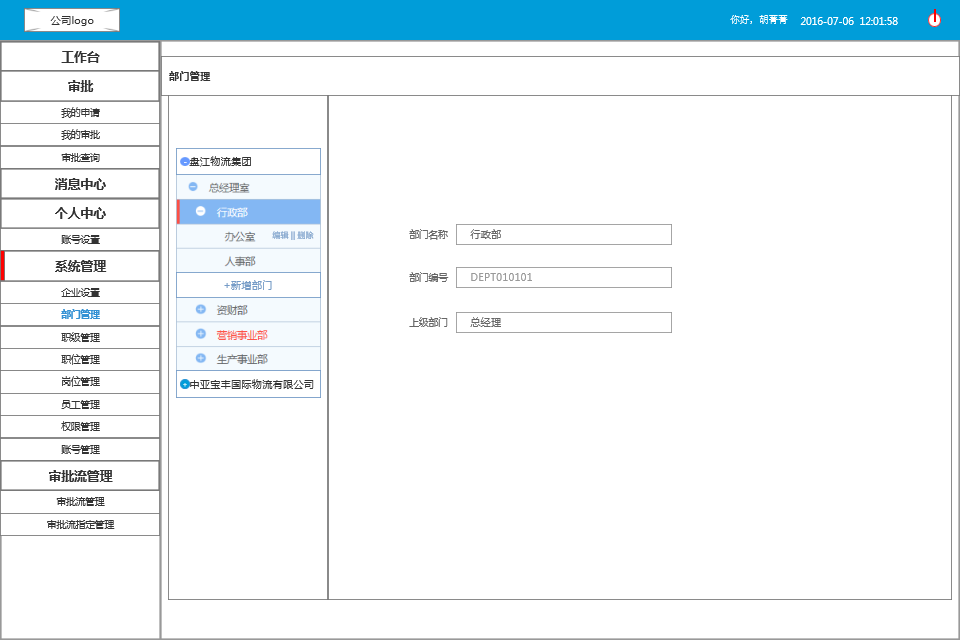 公司logo
你好，胡菁菁 2016-07-06 12:01:58
工作台
审批
我的申请
我的审批
审批查询
消息中心
个人中心
账号设置
系统管理
企业设置
部门管理
职级管理
职位管理
岗位管理
员工管理
权限管理
账号管理
审批流管理
审批流管理
审批流指定管理
部门管理
盘江物流集团
总经理室
行政部
办公室 编辑 || 删除
人事部
+新增部门
资财部
营销事业部
生产事业部
中亚宝丰国际物流有限公司
部门名称 行政部
部门编号 DEPT010101
上级部门 总经理